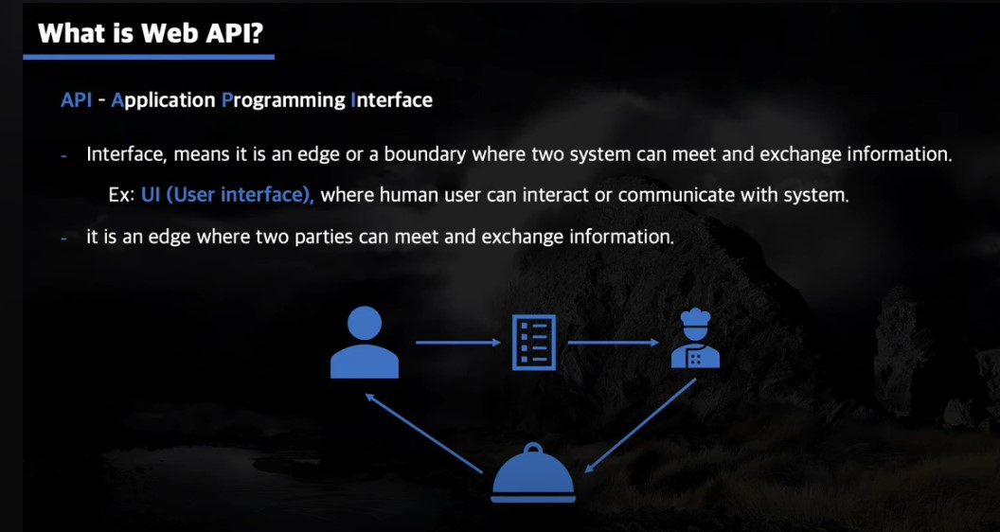 What is Web API?
API - Application Programming Interface
- Interface, means it is an edge or a boundary where two system can meet and exchange information.
Ex: UI (User interface), where human user can interact or communicate with system.
- it is an edge where two parties can meet and exchange information.